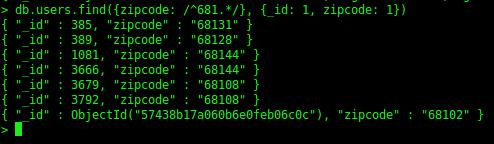 > db.users.find({zipcode: /^681.*/}, {_id: 1, zipcode: 1})
{ "_id" : 385, "zipcode" : "68131" }
{ "_id" : 389, "zipcode" : "68128" }
{ "_id" : 1081, "zipcode" : "68144" }
{ "_id" : 3666, "zipcode" : "68144" }
{ "_id" : 3679, "zipcode" : "68108" }
{ "_id" : 3792, "zipcode" : "68108" }
{ "_id" : ObjectId("57438b17a060b6e0feb06c0c"), "zipcode" : "68102" }
>